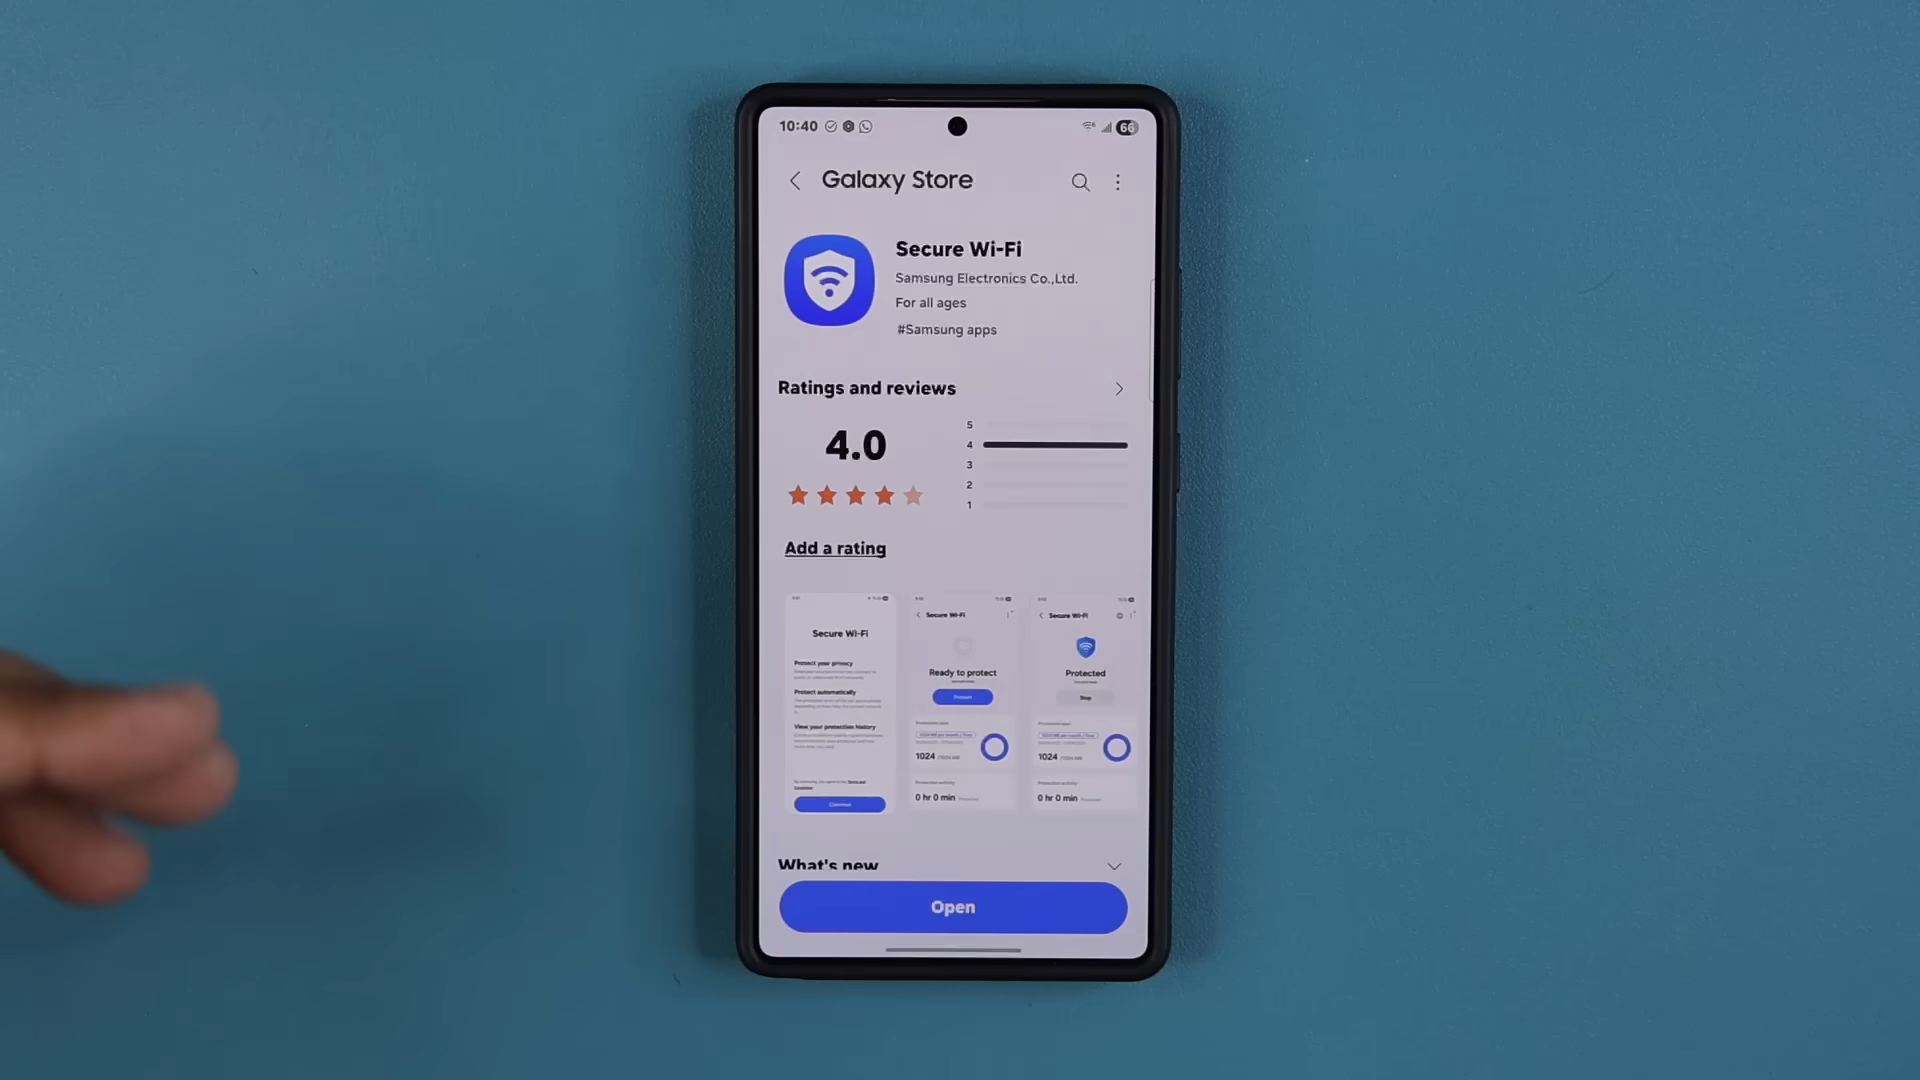 10:40
66
Galaxy Store
Secure Wi-Fi
Samsung Electronics Co.,Ltd.
For all ages
#Samsung apps
Ratings and reviews
4.0
5
4
3
2
1
Add a rating
Secure Wi-Fi
Protect your privacy
Protect automatically
View your protection history
Continue
Secure Wi-Fi
Ready to protect
Protect
1024
0 hr 0 min
Secure Wi-Fi
Protected
Stop
1024
0 hr 0 min
What's new
Open